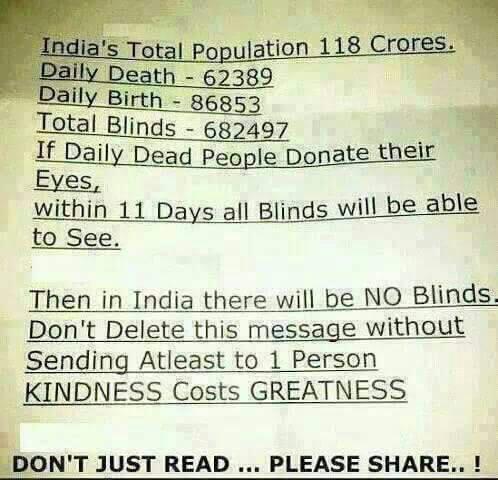 India's Total Population 118 Crores.
Daily Death - 62389
Daily Birth - 86853
Total Blinds - 682497
If Daily Dead People Donate their
Eyes,
within 11 Days all Blinds will be able
to See.
Then in India there will be NO Blinds.
Don't Delete this message without
Sending Atleast to 1 Person
KINDNESS Costs GREATNESS
DON'T JUST READ ... PLEASE SHARE.. !